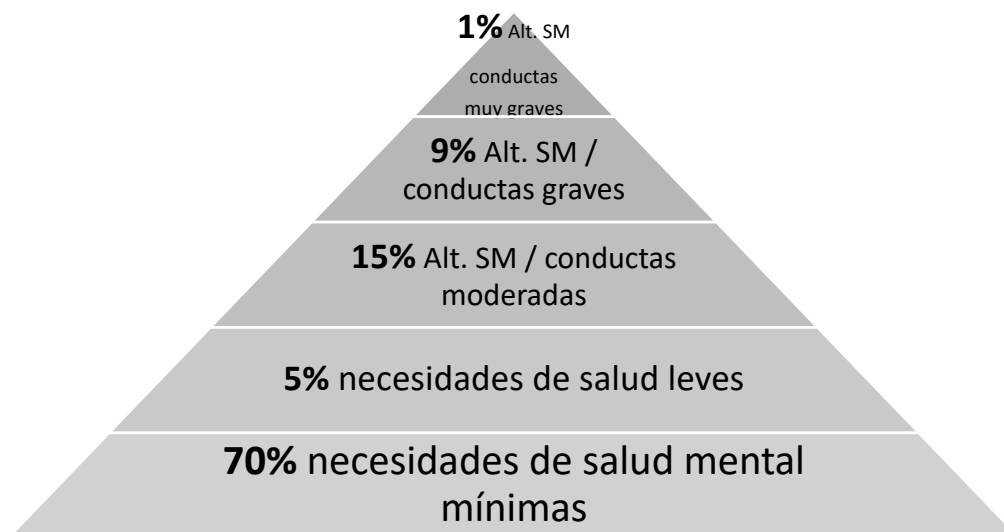 1% Alt. SM
conductas
muy graves
9% Alt. SM /
conductas graves
15% Alt. SM / conductas
moderadas
5% necesidades de salud leves
70% necesidades de salud mental
mínimas